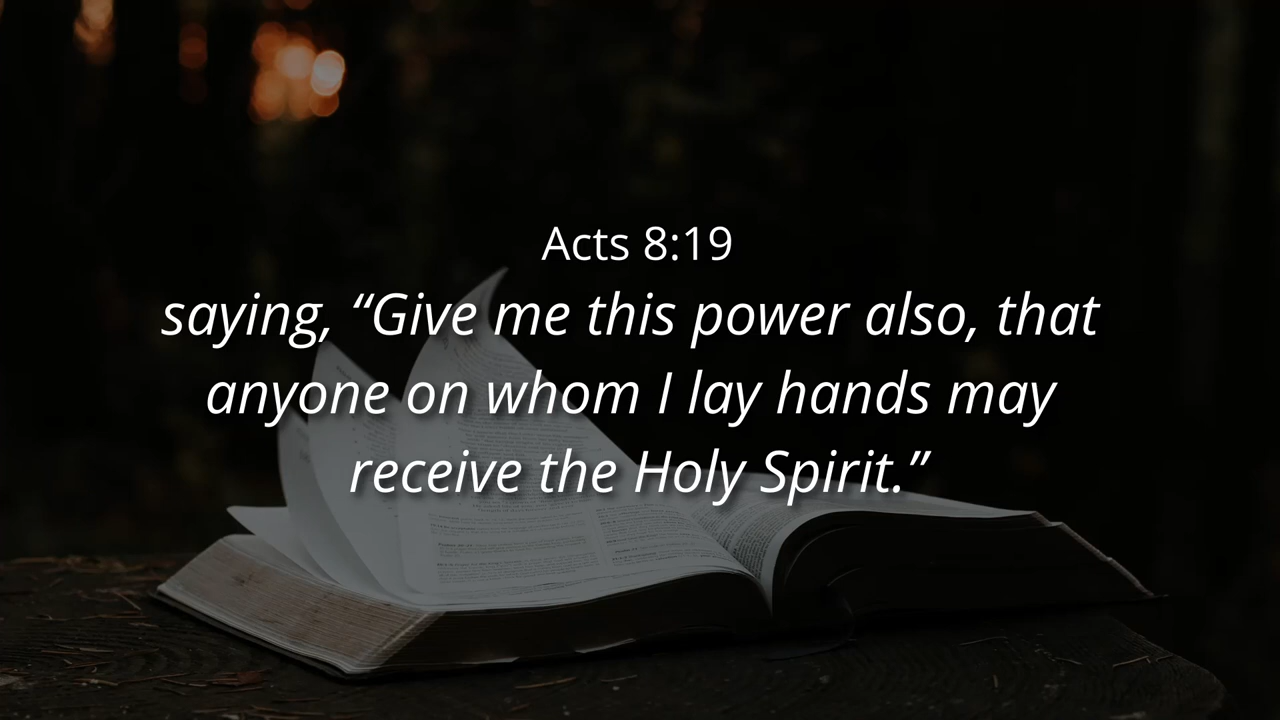 Acts 8:19
saying, “Give me this power also, that
anyone on whom I lay hands may
receive the Holy Spirit.”